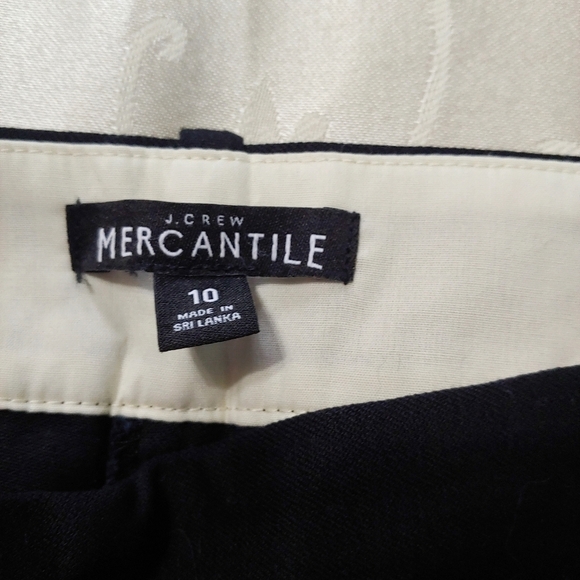 J.CREW
MERCANTILE
10
MADE IN
SRI LANKA